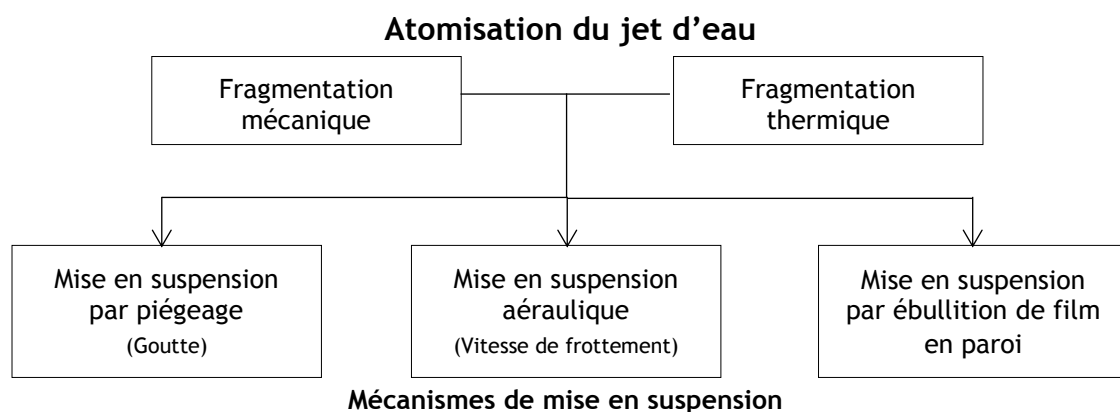 Atomisation du jet d’eau
Fragmentation
mécanique
Fragmentation
thermique
Mise en suspension
par piégeage
(Goutte)
Mise en suspension
aéraulique
(Vitesse de frottement)
Mise en suspension
par ébullition de film
en paroi
Mécanismes de mise en suspension